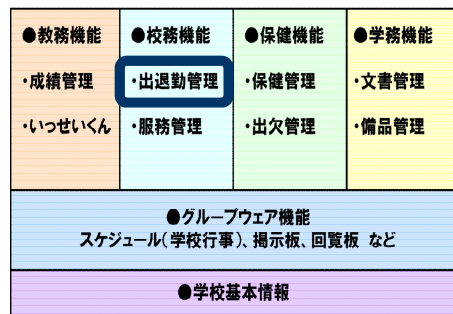 ●教務機能
・成績管理
・いっせいくん
●校務機能
・出退勤管理
・服務管理
●保健機能
・保健管理
・出欠管理
●学務機能
・文書管理
・備品管理
●グループウェア機能
スケジュール(学校行事)、掲示板、回覧板 など
●学校基本情報